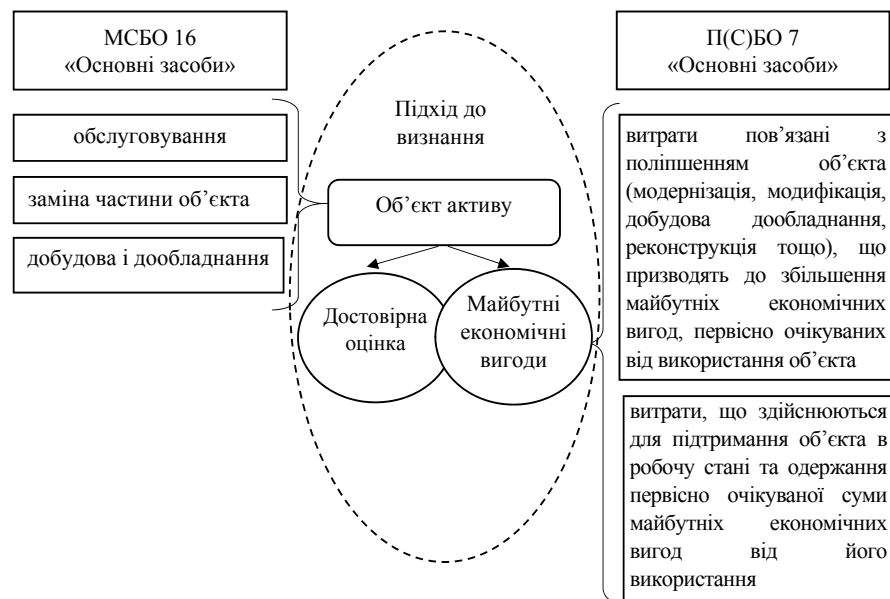 МСБО 16
«Основні засоби»
обслуговування
заміна частини об’єкта
добудова і дообладнання
Підхід до
визнання
Об’єкт активу
Достовірна
оцінка
Майбутні
економічні
вигоди
П(С)БО 7
«Основні засоби»
витрати пов’язані з
поліпшенням об’єкта
(модернізація, модифікація,
добудова дообладнання,
реконструкція тощо), що
призводять до збільшення
майбутніх економічних
вигод, первісно очікуваних
від використання об’єкта
витрати, що здійснюються
для підтримання об’єкта в
робочу стані та одержання
первісно очікуваної суми
майбутніх економічних
вигод від його
використання